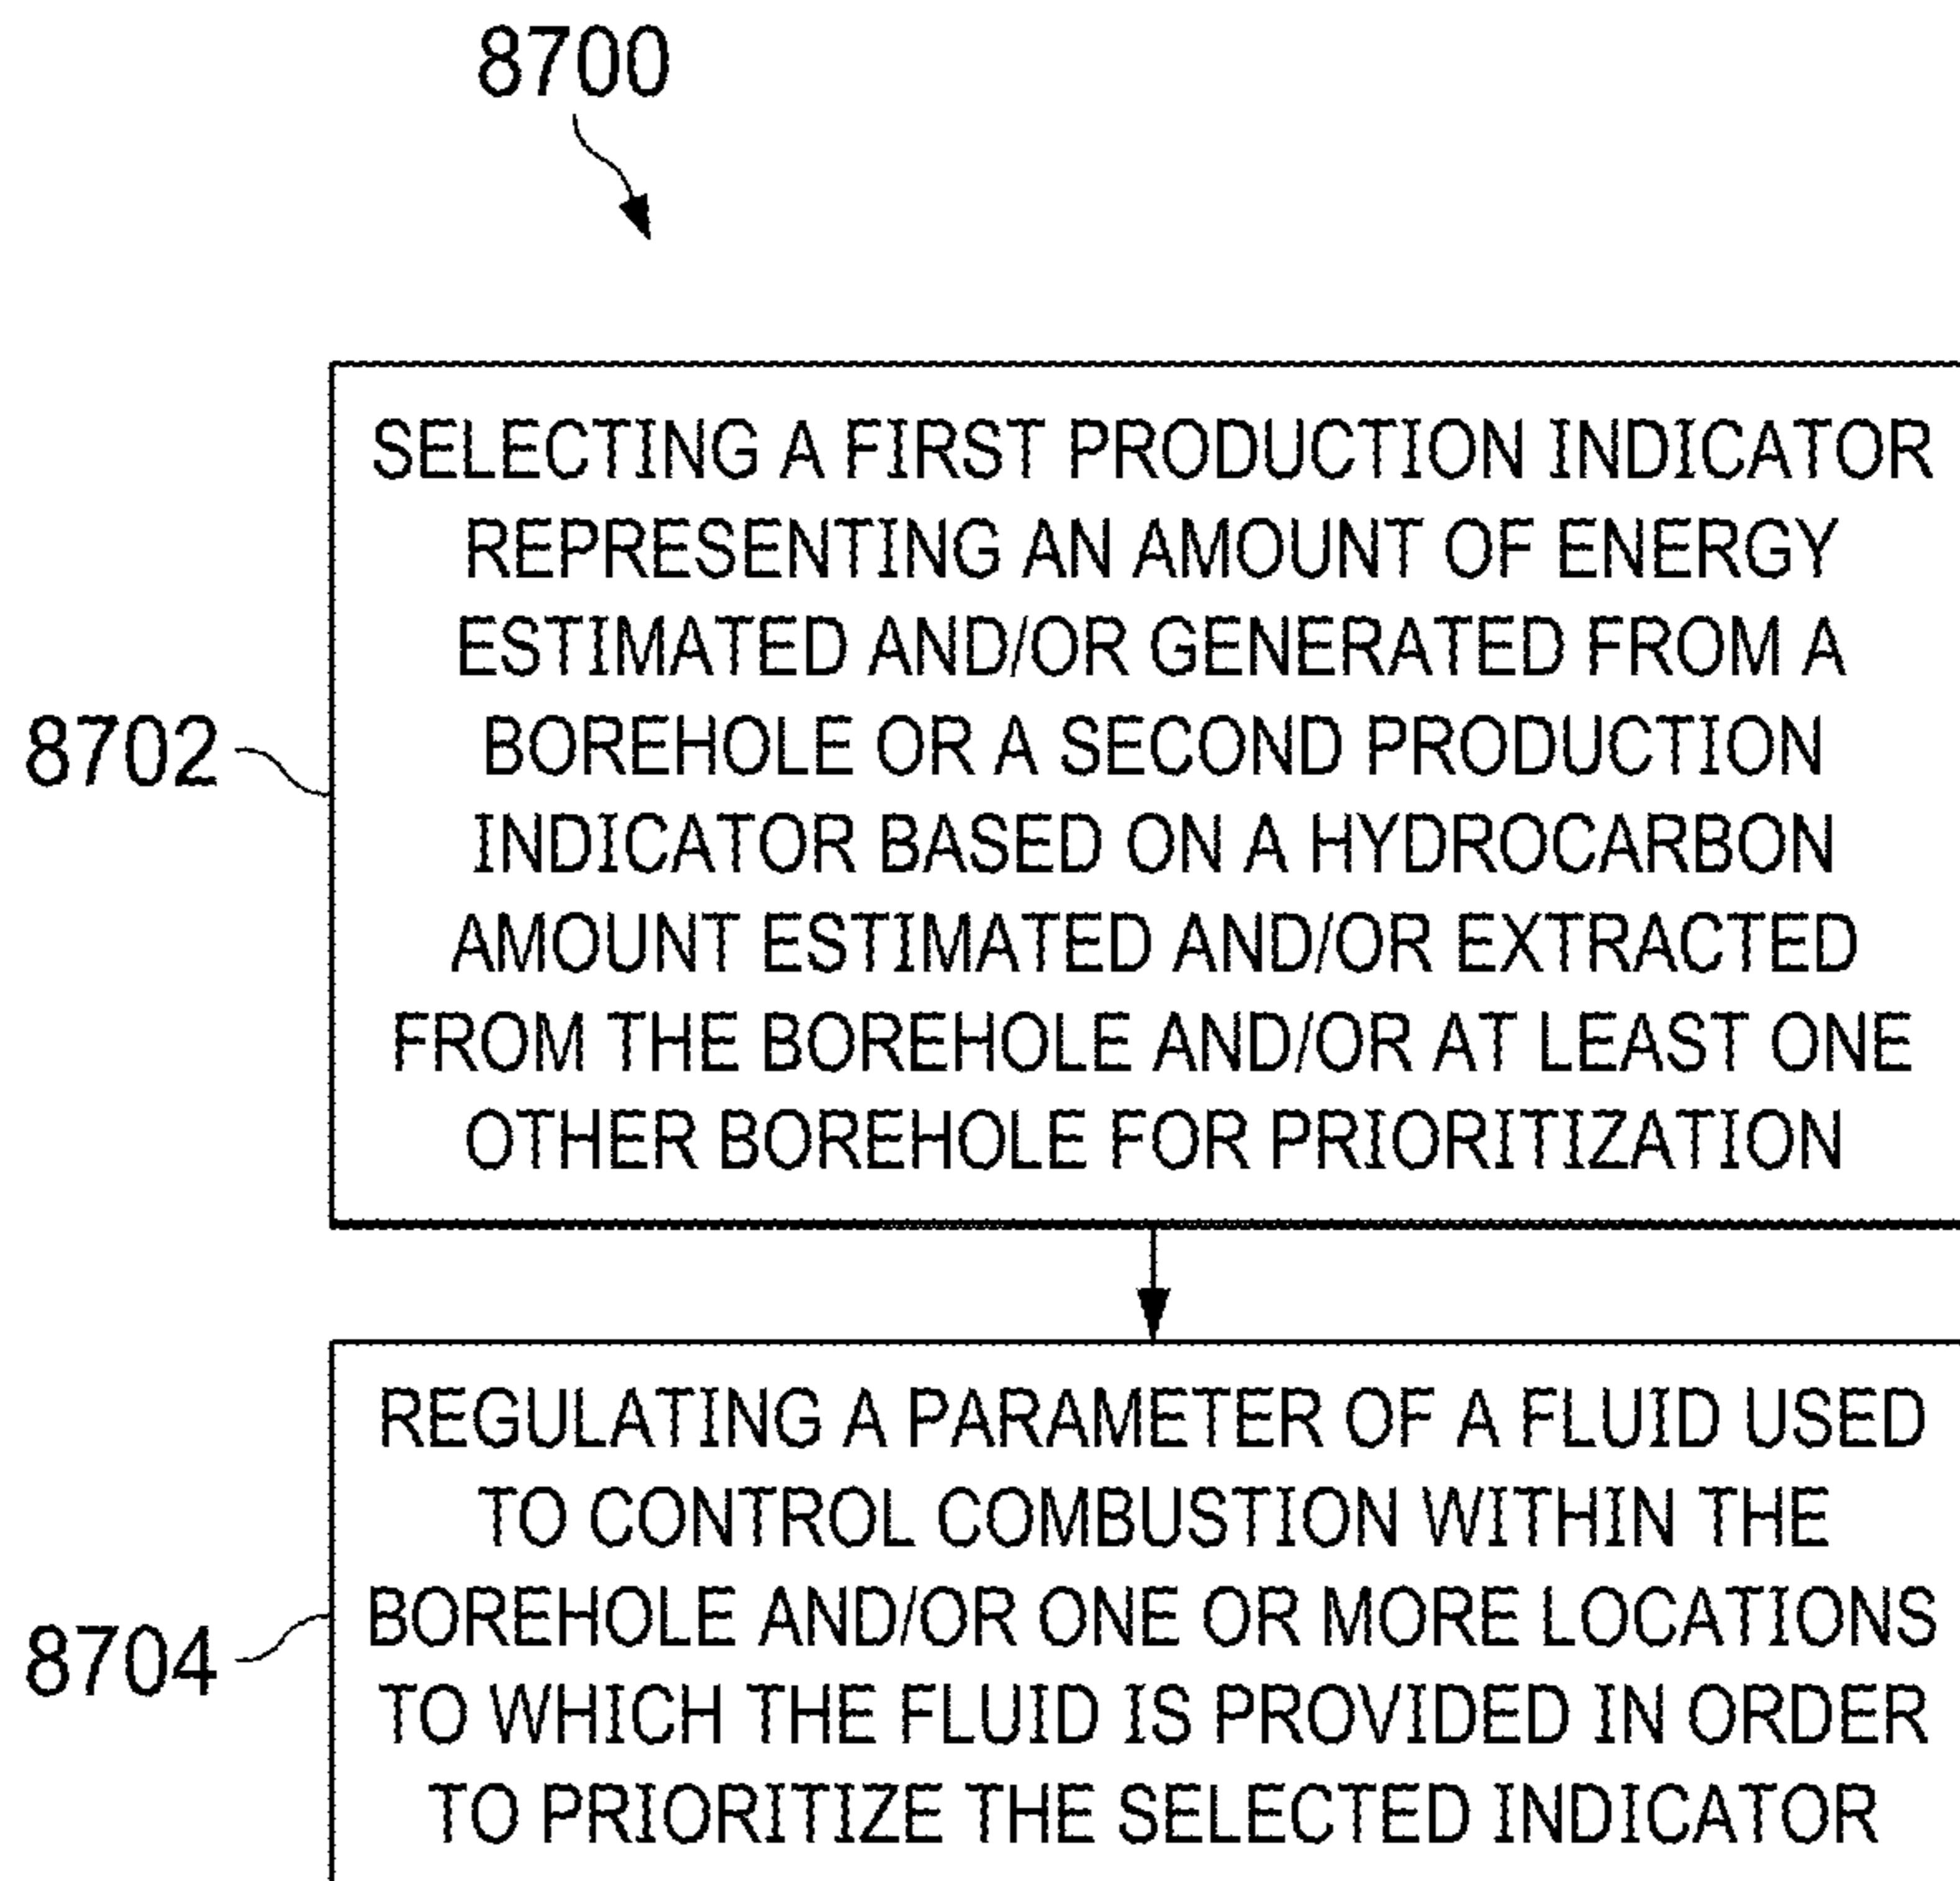 8700
SELECTING A FIRST PRODUCTION INDICATOR
REPRESENTING AN AMOUNT OF ENERGY
ESTIMATED AND/OR GENERATED FROM A
BOREHOLE OR A SECOND PRODUCTION
INDICATOR BASED ON A HYDROCARBON
AMOUNT ESTIMATED AND/OR EXTRACTED
FROM THE BOREHOLE AND/OR AT LEAST ONE
OTHER BOREHOLE FOR PRIORITIZATION
8702
REGULATING A PARAMETER OF A FLUID USED
TO CONTROL COMBUSTION WITHIN THE
BOREHOLE AND/OR ONE OR MORE LOCATIONS
TO WHICH THE FLUID IS PROVIDED IN ORDER
TO PRIORITIZE THE SELECTED INDICATOR
8704